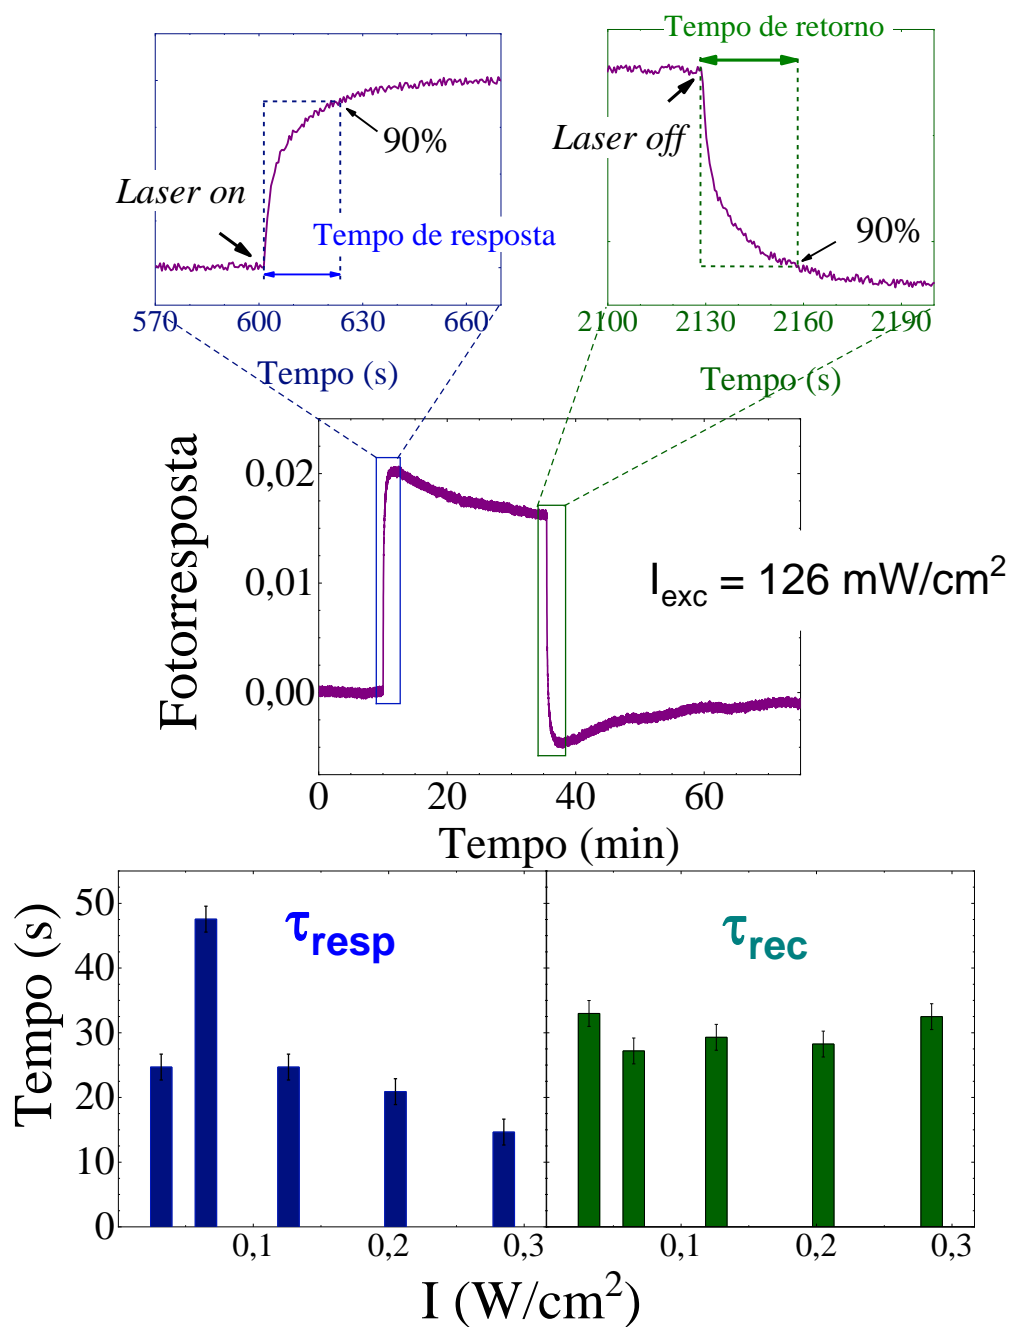 Tempo de retorno
Laser on
90%
Tempo de resposta
570 600 630 660
Tempo (s)
Laser off
90%
2100 2130 2160 2190
Tempo (s)
Fotorresposta
0,02
0,01
0,00
I_exc = 126 mW/cm²
0 20 40 60
Tempo (min)
Tempo (s)
50
40
30
20
10
0
τ_resp
τ_rec
0,1 0,2 0,3 0,1 0,2 0,3
I (W/cm²)